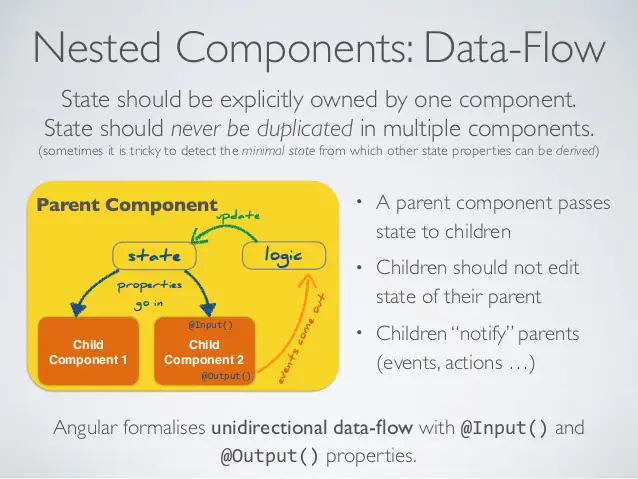 Nested Components: Data-Flow
State should be explicitly owned by one component.
State should never be duplicated in multiple components.
(sometimes it is tricky to detect the minimal state from which other state properties can be derived)
Parent Component
update
state
logic
properties
go in
@Input()
Child
Component 1
Child
Component 2
@Output()
events come out
• A parent component passes
state to children
• Children should not edit
state of their parent
• Children “notify” parents
(events, actions …)
Angular formalises unidirectional data-flow with @Input() and
@Output() properties.